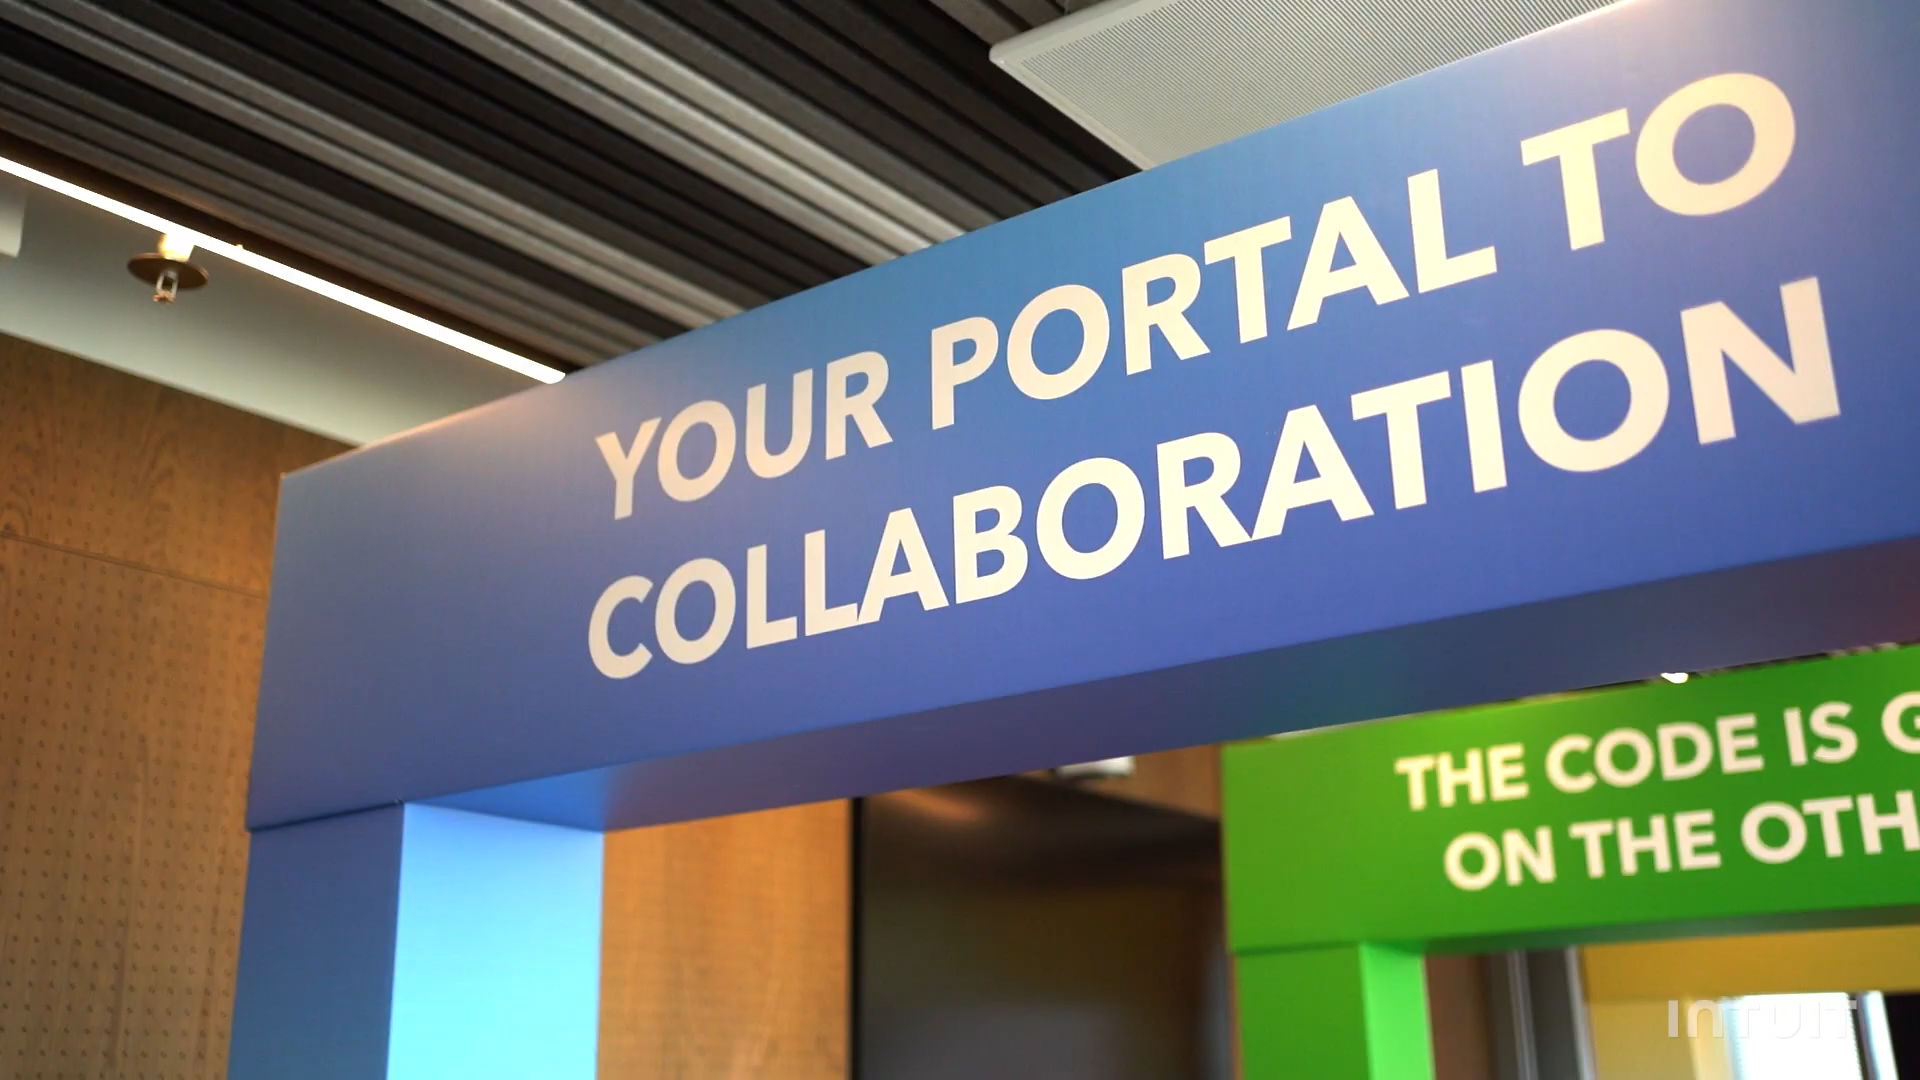 YOUR PORTAL TO
COLLABORATION
THE CODE IS
ON THE
INTUIT